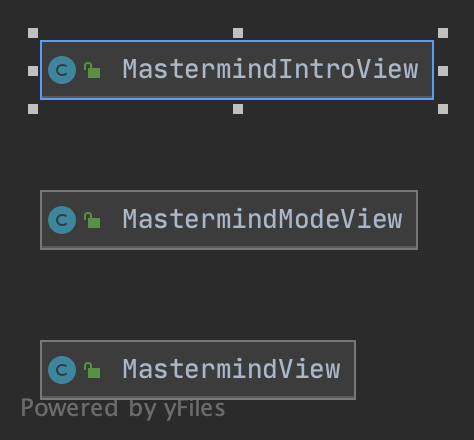 C MastermindIntroView
C MastermindModeView
C MastermindView
Powered by yFiles